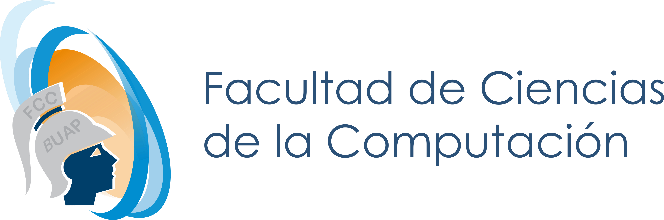 FCC
BUAP
Facultad de Ciencias
de la Computación